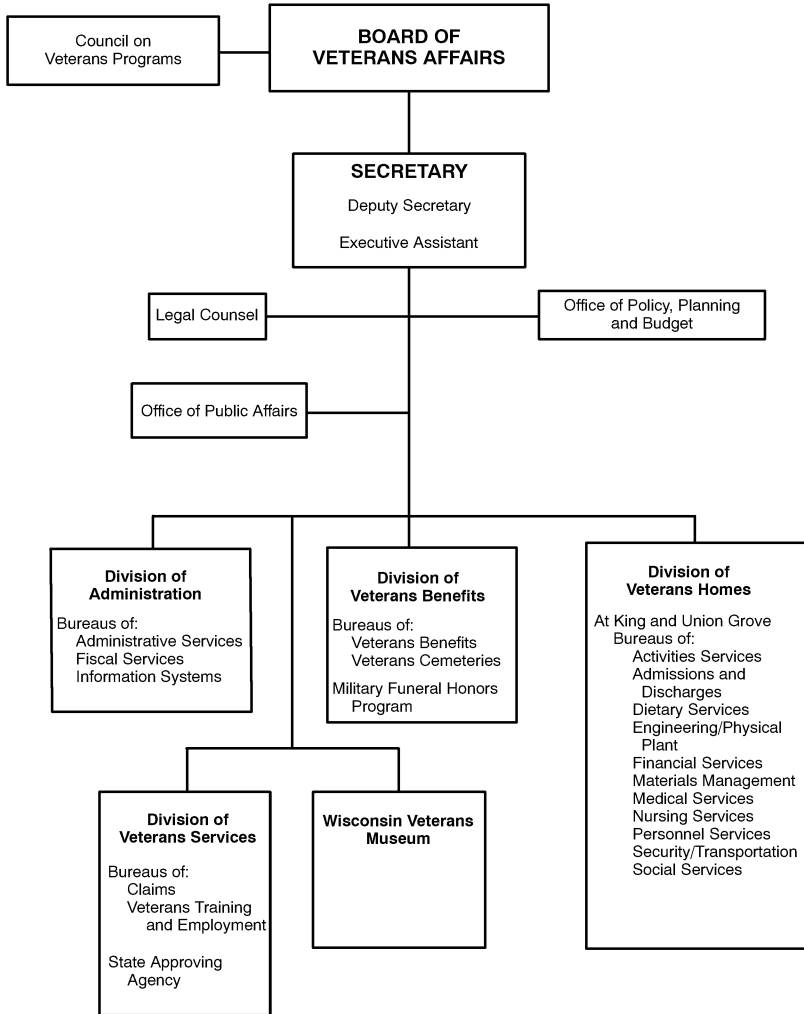 Council on
Veterans Programs
BOARD OF
VETERANS AFFAIRS
SECRETARY
Deputy Secretary
Executive Assistant
Legal Counsel
Office of Policy, Planning
and Budget
Office of Public Affairs
Division of
Administration
Bureaus of:
Administrative Services
Fiscal Services
Information Systems
Division of
Veterans Benefits
Bureaus of:
Veterans Benefits
Veterans Cemeteries
Military Funeral Honors
Program
Division of
Veterans Homes
At King and Union Grove
Bureaus of:
Activities Services
Admissions and
Discharges
Dietary Services
Engineering/Physical
Plant
Financial Services
Materials Management
Medical Services
Nursing Services
Personnel Services
Security/Transportation
Social Services
Division of
Veterans Services
Bureaus of:
Claims
Veterans Training
and Employment
State Approving
Agency
Wisconsin Veterans
Museum